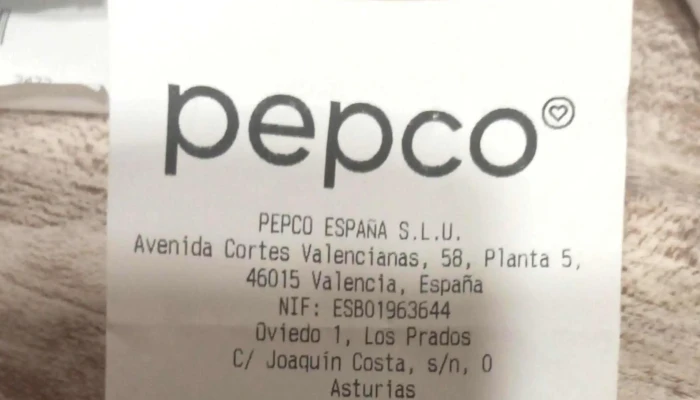 pepco
PEPCO ESPAÑA S.L.U.
Avenida Cortes Valencianas, 58, Planta 5,
46015 Valencia, España
NIF: ESB01963644
Oviedo 1, Los Prados
C/ Joaquín Costa, s/n, 0
Asturias